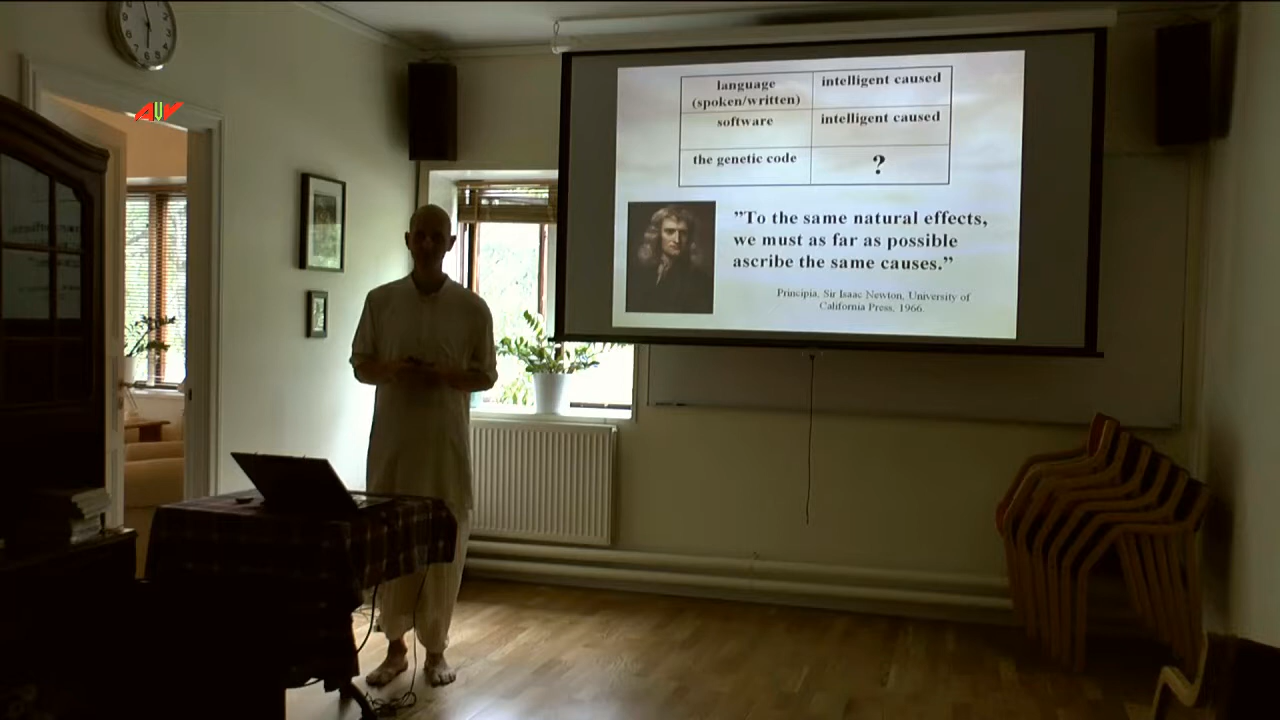 AVV
language
(spoken/written)
intelligent caused
software
intelligent caused
the genetic code
?
”To the same natural effects,
we must as far as possible
ascribe the same causes.”
Principia, Sir Isaac Newton, University of
California Press, 1966.